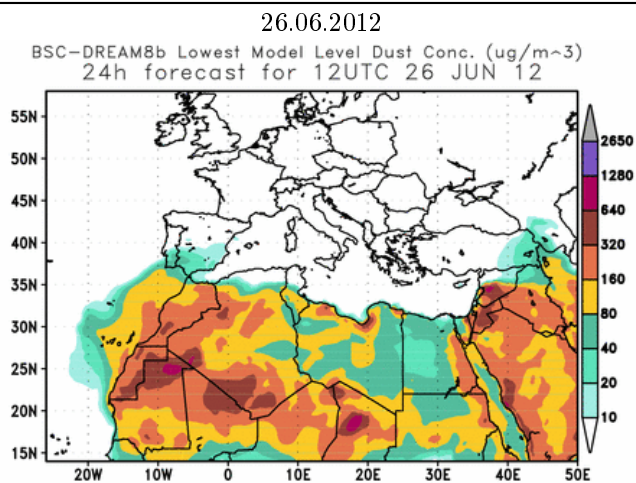 26.06.2012
BSC-DREAM8b Lowest Model Level Dust Conc. (ug/m^3)
24h forecast for 12UTC 26 JUN 12
55N
50N
45N
40N
35N
30N
25N
20N
15N
20W 10W 0 10E 20E 30E 40E 50E
2650
1280
640
320
160
80
40
20
10